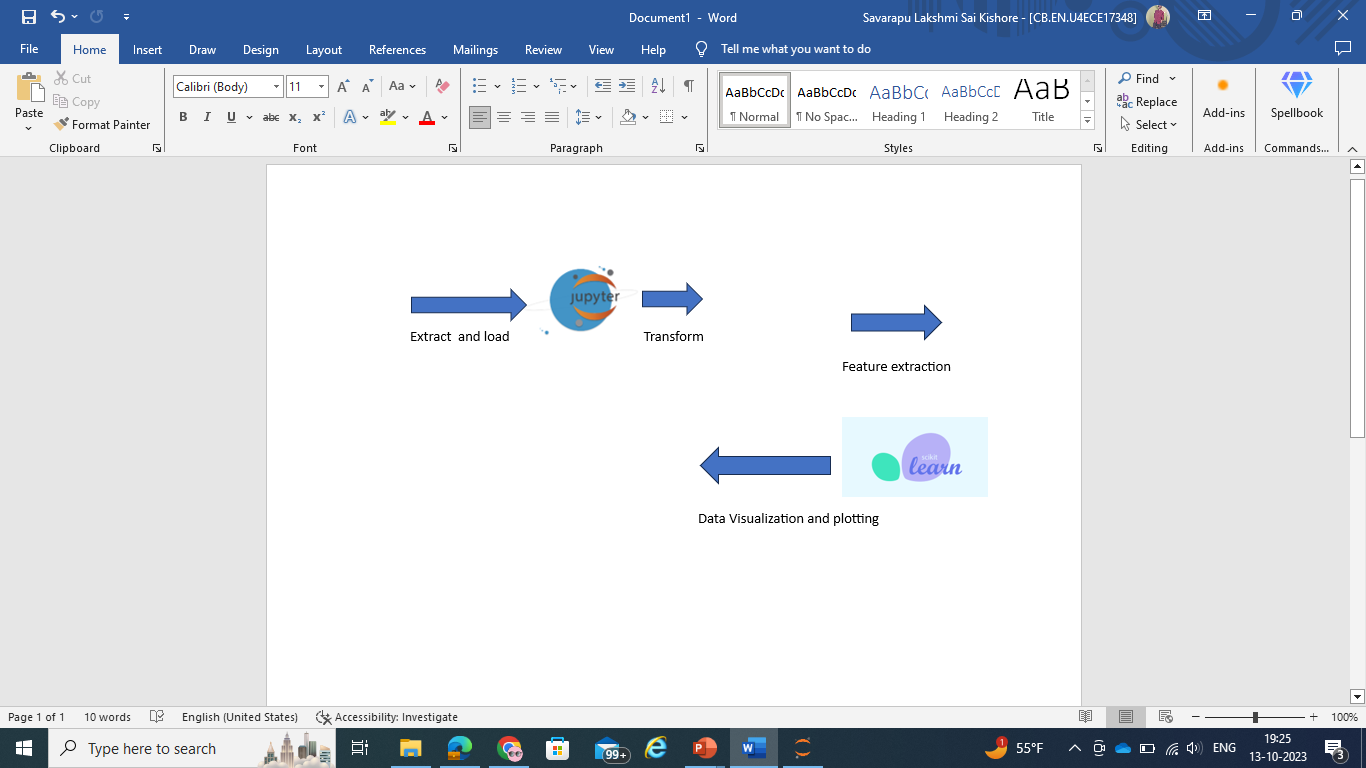 Document1 - Word
Savarapu Lakshmi Sai Kishore - [CB.EN.U4ECE17348]
File Home Insert Draw Design Layout References Mailings Review View Help Tell me what you want to do
Paste
Cut
Copy
Format Painter
Clipboard
Calibri (Body) 11
Font
Paragraph
AaBbCcDc AaBbCcDc AaBbCc AaBbCcD AaB
¶ Normal ¶ No Spac... Heading 1 Heading 2 Title
Styles
Find
Replace
Select
Editing
Add-ins
Add-ins
Spellbook
Commands...
jupyter
Extract and load
Transform
Feature extraction
scikit
learn
Data Visualization and plotting
Page 1 of 1 10 words English (United States) Accessibility: Investigate 100%
Type here to search
99+
55°F
ENG
19:25
13-10-2023
3